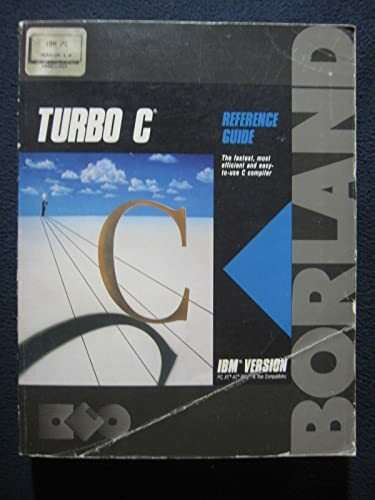 IBM PC
TURBO C®
REFERENCE
GUIDE
The fastest, most
efficient and easy-
to-use C compiler
C
IBM® VERSION
BORLAND